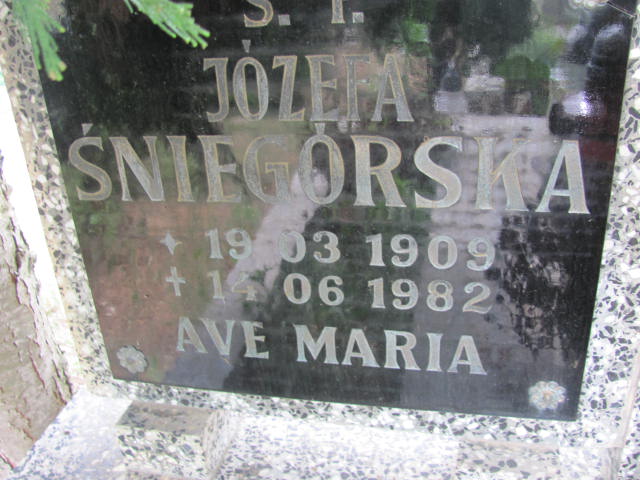 Ś. P.
JÓZEFA
ŚNIEGÓRSKA
19 03 1909
✝ 14 06 1982
AVE MARIA